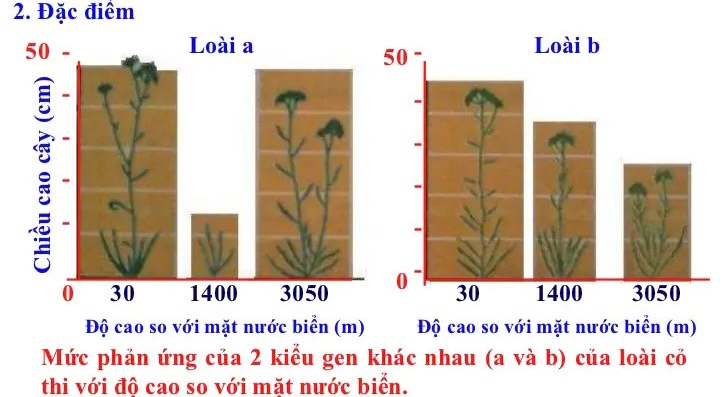 2. Đặc điểm
Loài a
50
Chiều cao cây (cm)
0
30 1400 3050
Độ cao so với mặt nước biển (m)
Loài b
50
0
30 1400 3050
Độ cao so với mặt nước biển (m)
Mức phản ứng của 2 kiểu gen khác nhau (a và b) của loài cỏ
thi với độ cao so với mặt nước biển.